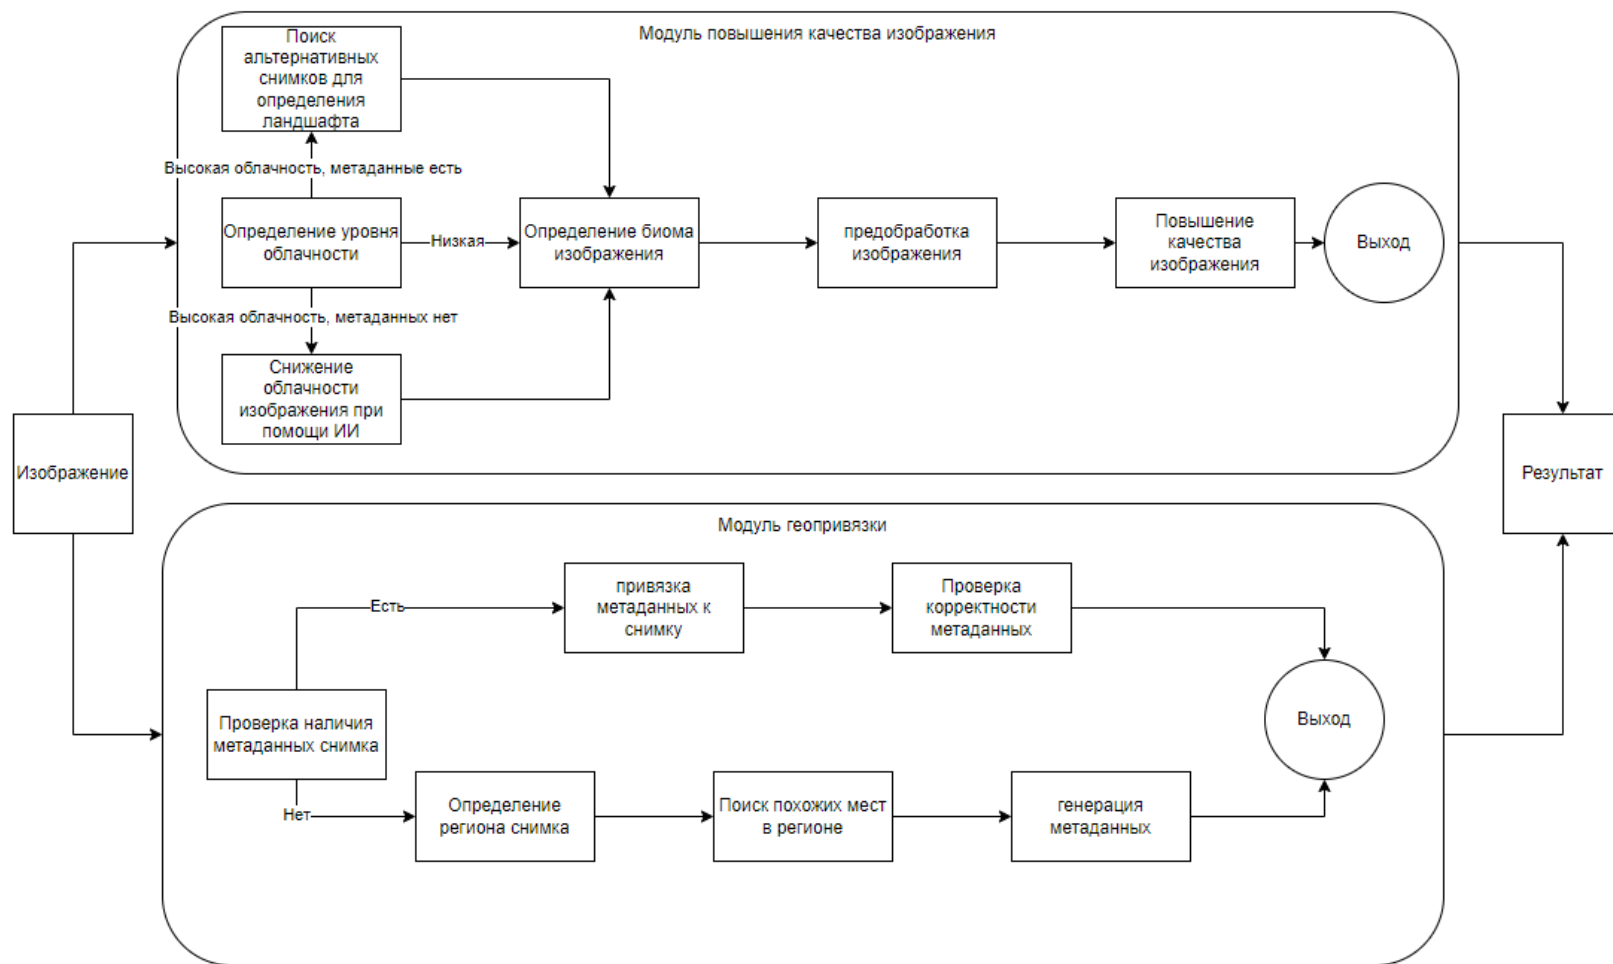 Модуль повышения качества изображения
Поиск
альтернативных
снимков для
определения
ландшафта
Высокая облачность, метаданные есть
Определение уровня
облачности
Низкая
Определение биома
изображения
предобработка
изображения
Повышение
качества
изображения
Выход
Высокая облачность, метаданных нет
Снижение
облачности
изображения при
помощи ИИ
Изображение
Результат
Модуль геопривязки
Есть
привязка
метаданных к
снимку
Проверка
корректности
метаданных
Проверка наличия
метаданных снимка
Выход
Нет
Определение
региона снимка
Поиск похожих мест
в регионе
генерация
метаданных